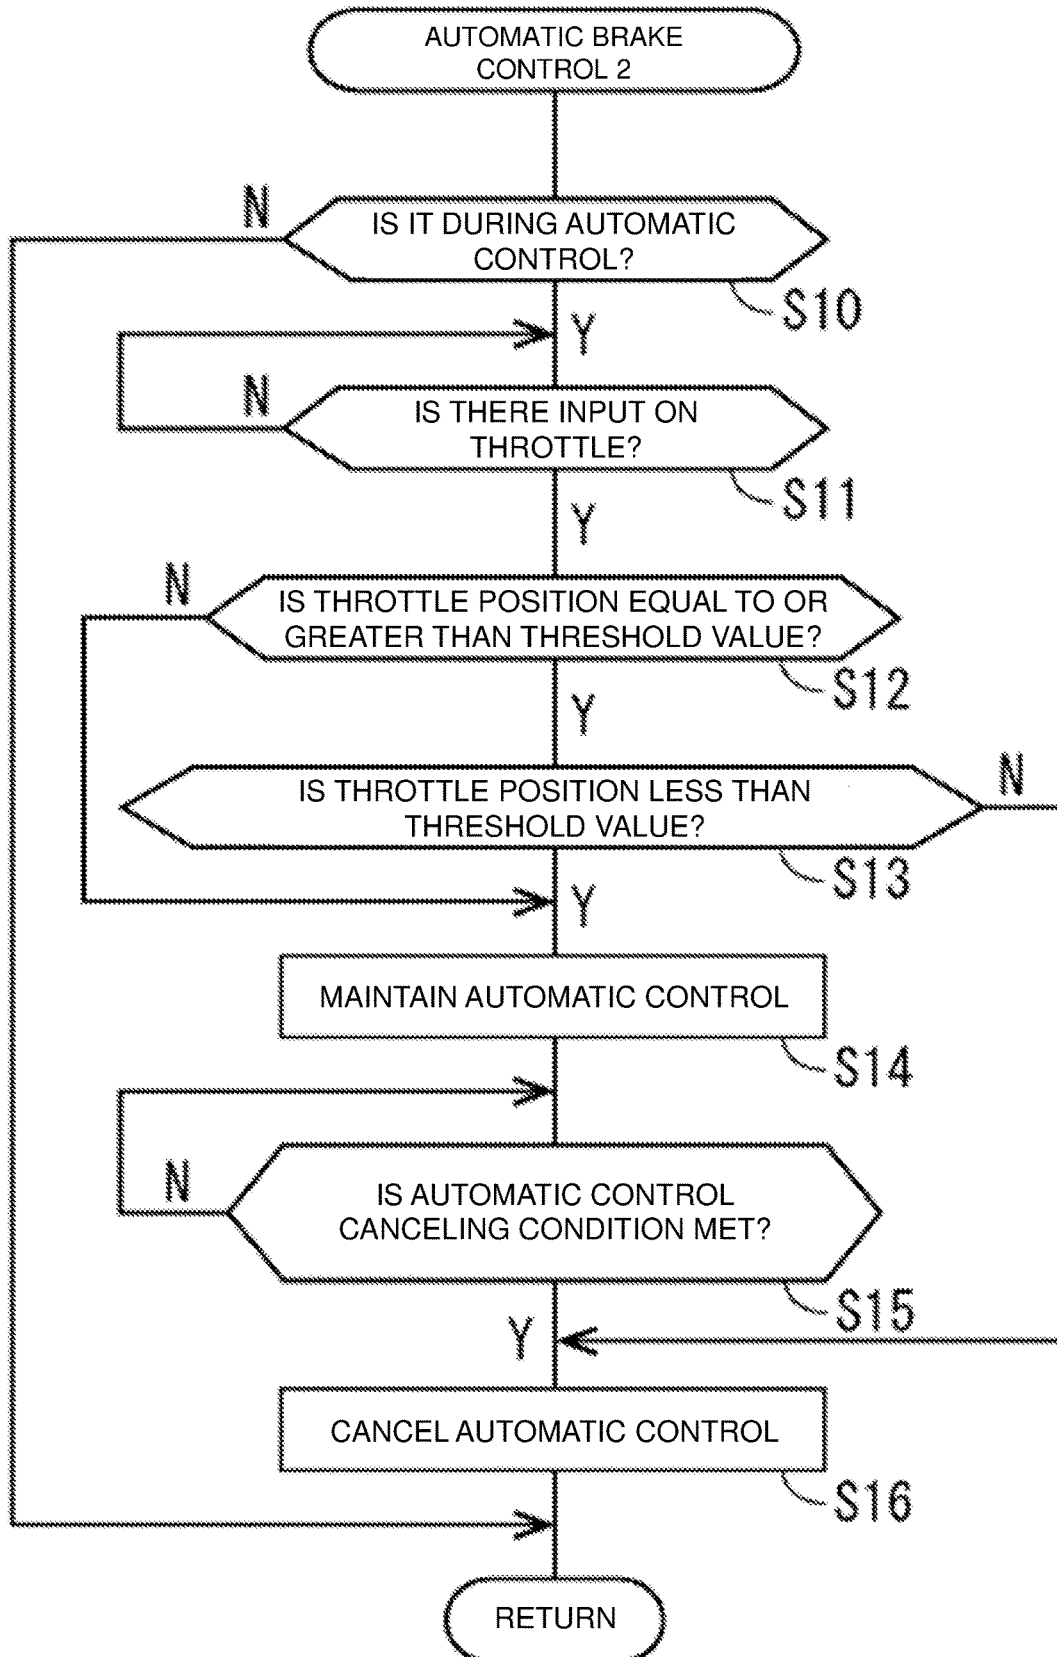 AUTOMATIC BRAKE
CONTROL 2
N
IS IT DURING AUTOMATIC
CONTROL?
S10
Y
N
IS THERE INPUT ON
THROTTLE?
S11
Y
N
IS THROTTLE POSITION EQUAL TO OR
GREATER THAN THRESHOLD VALUE?
S12
Y
IS THROTTLE POSITION LESS THAN
THRESHOLD VALUE?
N
S13
Y
MAINTAIN AUTOMATIC CONTROL
S14
N
IS AUTOMATIC CONTROL
CANCELING CONDITION MET?
S15
Y
CANCEL AUTOMATIC CONTROL
S16
RETURN